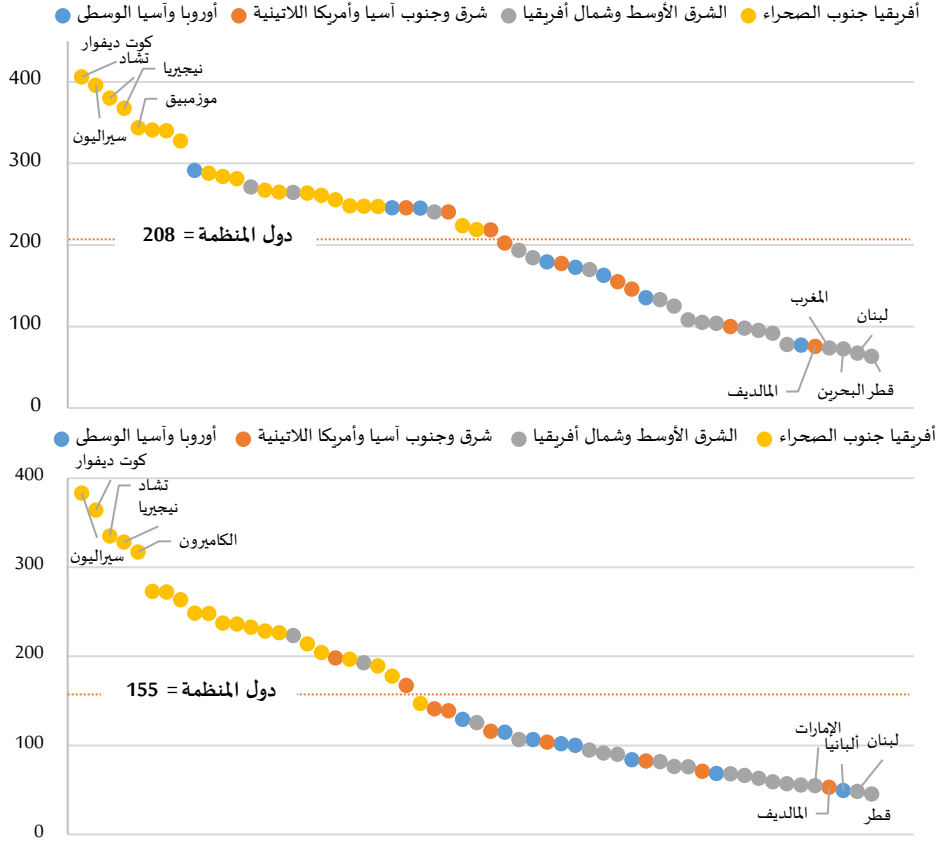 أفريقيا جنوب الصحراء الشرق الأوسط وشمال أفريقيا شرق وجنوب آسيا وأمريكا اللاتينية أوروبا وآسيا الوسطى
400
300
200
100
0
كوت ديفوار
تشاد
نيجيريا
موزمبيق
سيراليون
دول المنظمة = 208
المغرب
لبنان
المالديف
البحرين
قطر
أفريقيا جنوب الصحراء الشرق الأوسط وشمال أفريقيا شرق وجنوب آسيا وأمريكا اللاتينية أوروبا وآسيا الوسطى
400
300
200
100
0
كوت ديفوار
تشاد
نيجيريا
الكاميرون
سيراليون
دول المنظمة = 155
الإمارات
ألبانيا
لبنان
المالديف
قطر